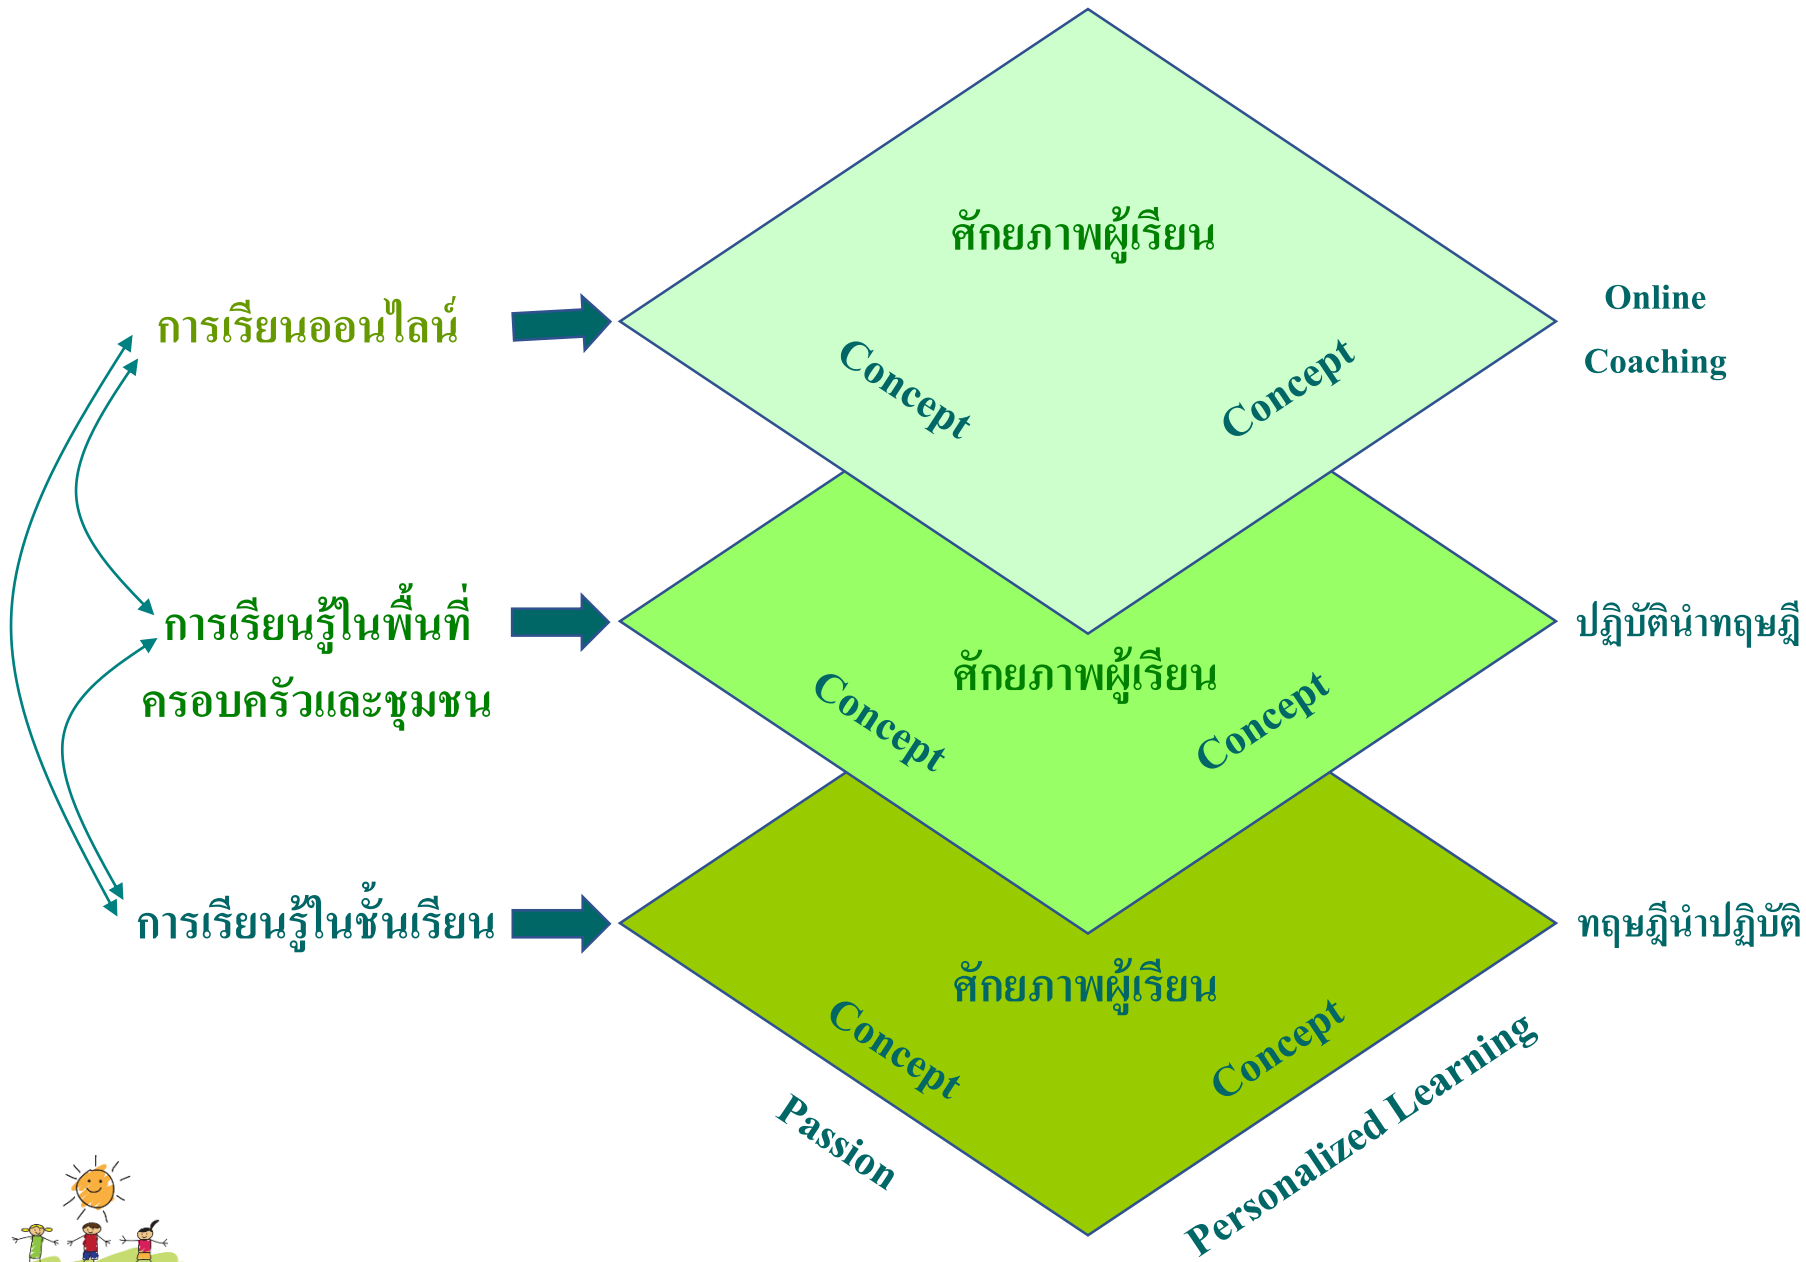 ศักยภาพผู้เรียน
การเรียนออนไลน์
Online
Coaching
Concept
Concept
การเรียนรู้ในพื้นที่
ครอบครัวและชุมชน
ปฏิบัตินำทฤษฎี
ศักยภาพผู้เรียน
Concept
Concept
การเรียนรู้ในชั้นเรียน
ทฤษฎีนำปฏิบัติ
ศักยภาพผู้เรียน
Concept
Concept
Passion
Personalized Learning